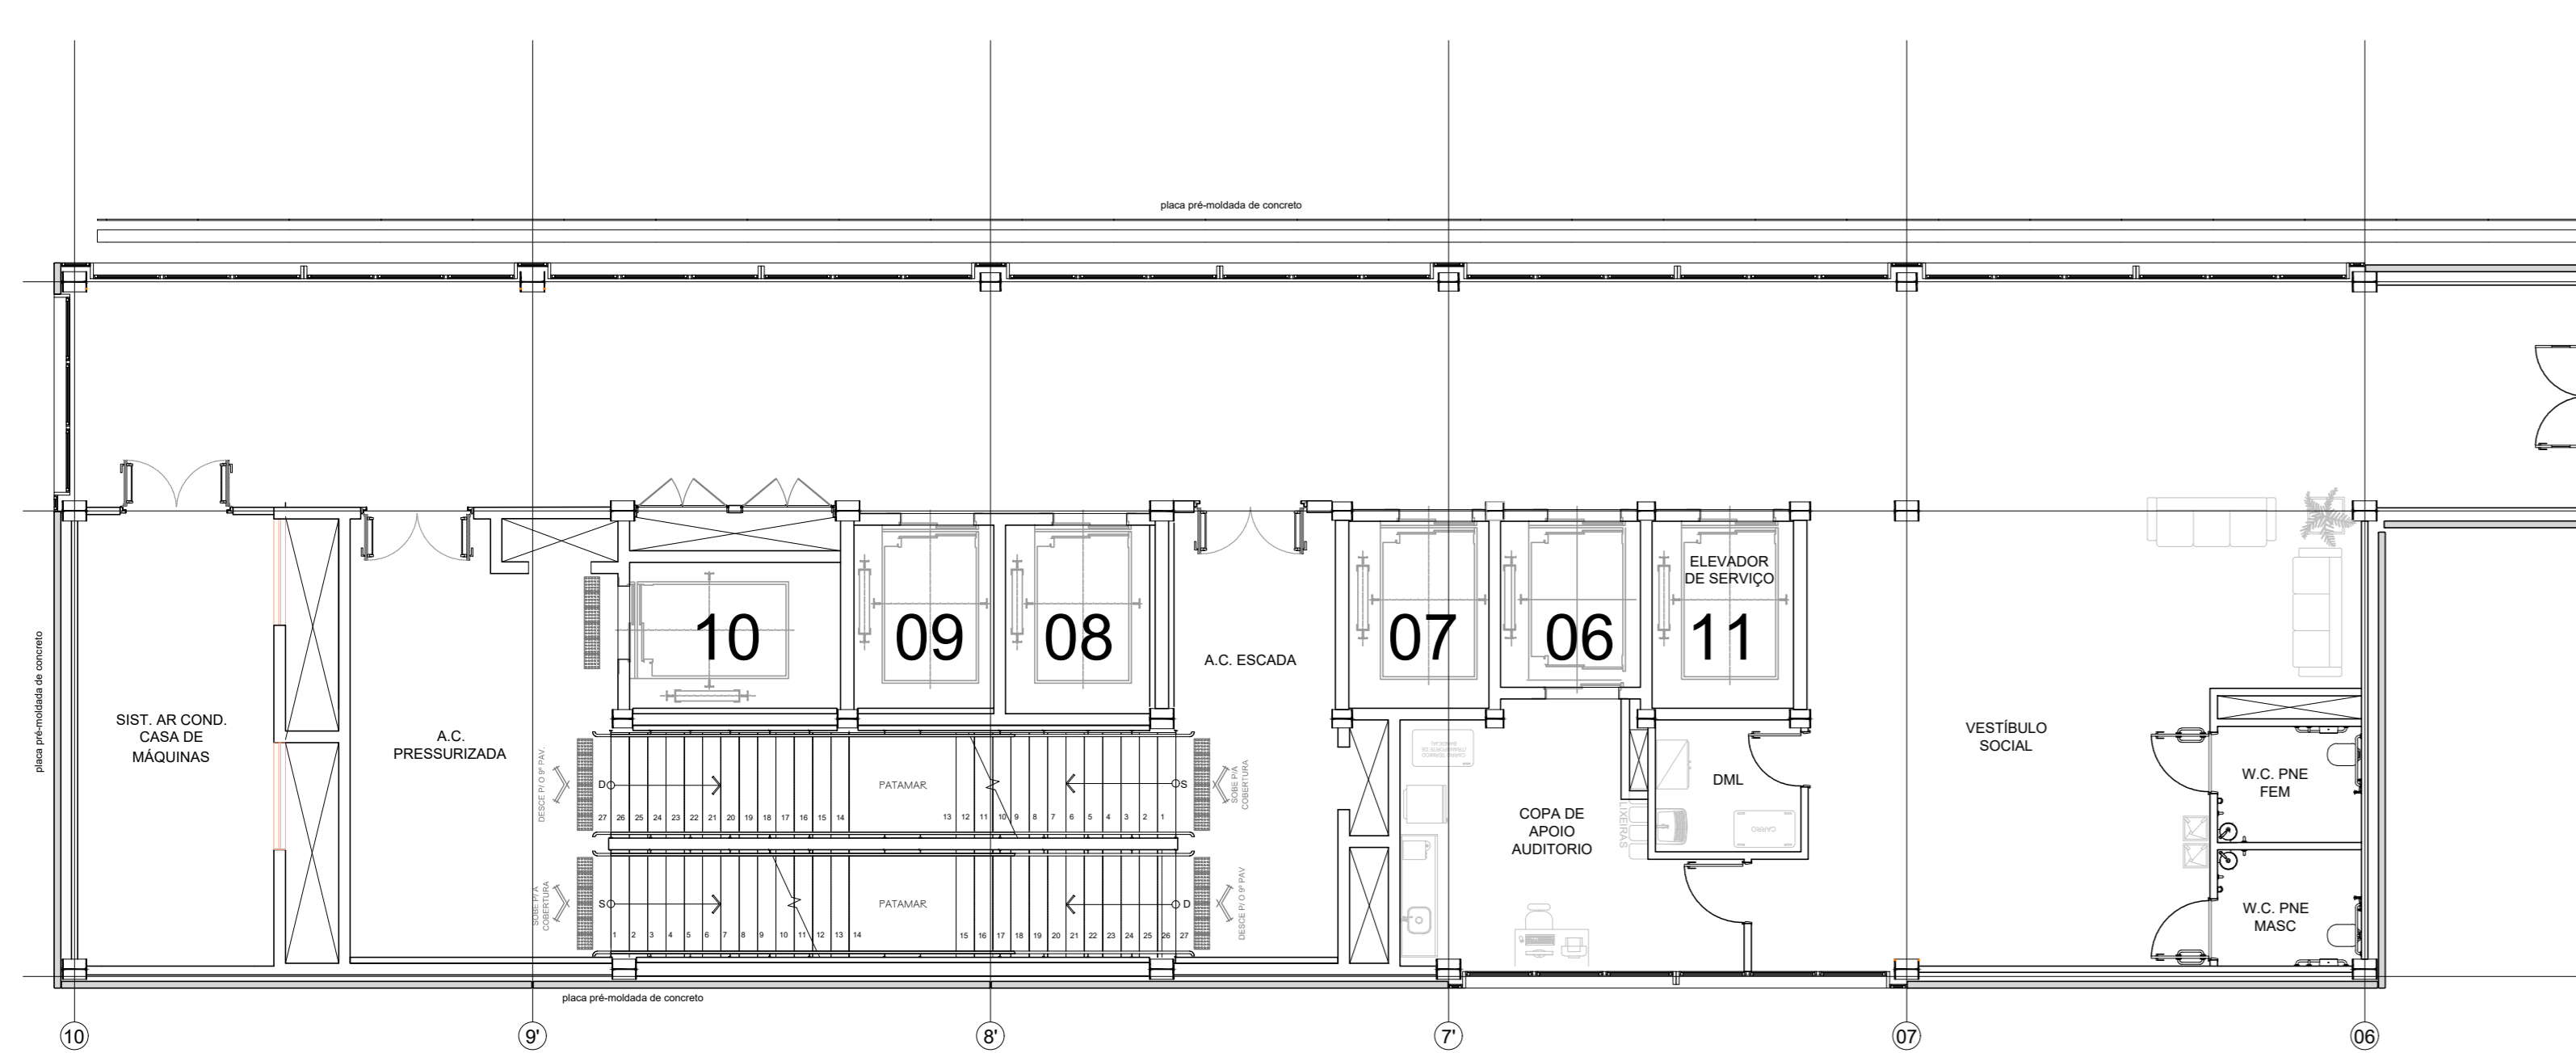 placa pré-moldada de concreto
placa pré-moldada de concreto
SIST. AR COND.
CASA DE
MÁQUINAS
A.C.
PRESSURIZADA
10
09
08
A.C. ESCADA
07
06
ELEVADOR
DE SERVIÇO
11
DESCE P/ O 9º PAV.
D
PATAMAR
S
SOBE P/A
COBERTURA
27 26 25 24 23 22 21 20 19 18 17 16 15 14 13 12 11 10 9 8 7 6 5 4 3 2 1
SOBE P/ A
COBERTURA
S
PATAMAR
D
DESCE P/ O 9º PAV
1 2 3 4 5 6 7 8 9 10 11 12 13 14 15 16 17 18 19 20 21 22 23 24 25 26 27
COPA DE
APOIO
AUDITORIO
LIXEIRAS
DML
CARRO
VESTÍBULO
SOCIAL
W.C. PNE
FEM
W.C. PNE
MASC
placa pré-moldada de concreto
10
9'
8'
7'
07
06